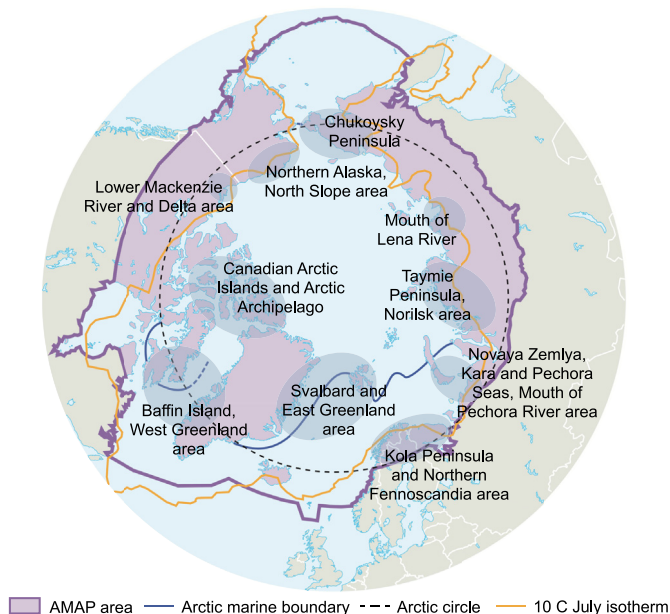 Chukoysky
Peninsula
Northern Alaska,
North Slope area
Lower Mackenzie
River and Delta area
Mouth of
Lena River
Canadian Arctic
Islands and Arctic
Archipelago
Taymie
Peninsula,
Norilsk area
Novaya Zemlya,
Kara and Pechora
Seas, Mouth of
Pechora River area
Svalbard and
East Greenland
area
Baffin Island,
West Greenland
area
Kola Peninsula
and Northern
Fennoscandia area
AMAP area
Arctic marine boundary
Arctic circle
10 C July isotherm